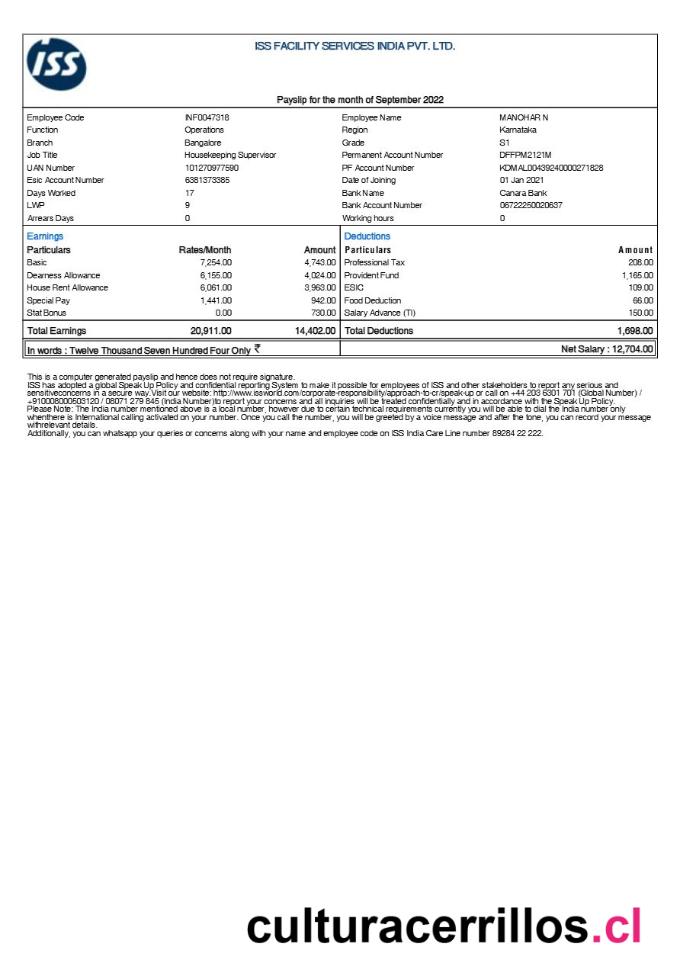 ISS
ISS FACILITY SERVICES INDIA PVT. LTD.
Payslip for the month of September 2022
Employee Code INF0047318 Employee Name MANOHAR N
Function Operations Region Karnataka
Branch Bangalore Grade S1
Job Title Housekeeping Supervisor Permanent Account Number DFFPM2121M
UAN Number 101270977590 PF Account Number KDMAL00439240000271828
Esic Account Number 6381373385 Date of Joining 01 Jan 2021
Days Worked 17 Bank Name Canara Bank
LWP 9 Bank Account Number 06722250020637
Arrears Days 0 Working hours 0
Earnings Deductions
Particulars Rates/Month Amount Particulars Amount
Basic 7,254.00 4,743.00 Professional Tax 208.00
Dearness Allowance 6,155.00 4,024.00 Provident Fund 1,165.00
House Rent Allowance 6,061.00 3,963.00 ESIC 109.00
Special Pay 1,441.00 942.00 Food Deduction 66.00
Stat Bonus 0.00 730.00 Salary Advance (TI) 150.00
Total Earnings 20,911.00 14,402.00 Total Deductions 1,698.00
In words : Twelve Thousand Seven Hundred Four Only ₹ Net Salary : 12,704.00
This is a computer generated payslip and hence does not require signature.
ISS has adopted a global Speak Up Policy and confidential reporting System to make it possible for employees of ISS and other stakeholders to report any serious and
sensitiveconcerns in a secure way.Visit our website: http://www.issworld.com/corporate-responsibility/approach-to-cr/speak-up or call on +44 203 6301 701 (Global Number) /
+910008000503120 / 08071 279 845 (India Number)to report your concerns and all inquiries will be treated confidentially and in accordance with the Speak Up Policy.
Please Note: The India number mentioned above is a local number, however due to certain technical requirements currently you will be able to dial the India number only
whenthere is International calling activated on your number. Once you call the number, you will be greeted by a voice message and after the tone, you can record your message
withrelevant details.
Additionally, you can whatsapp your queries or concerns along with your name and employee code on ISS India Care Line number 89284 22 222.
culturacerrillos.cl